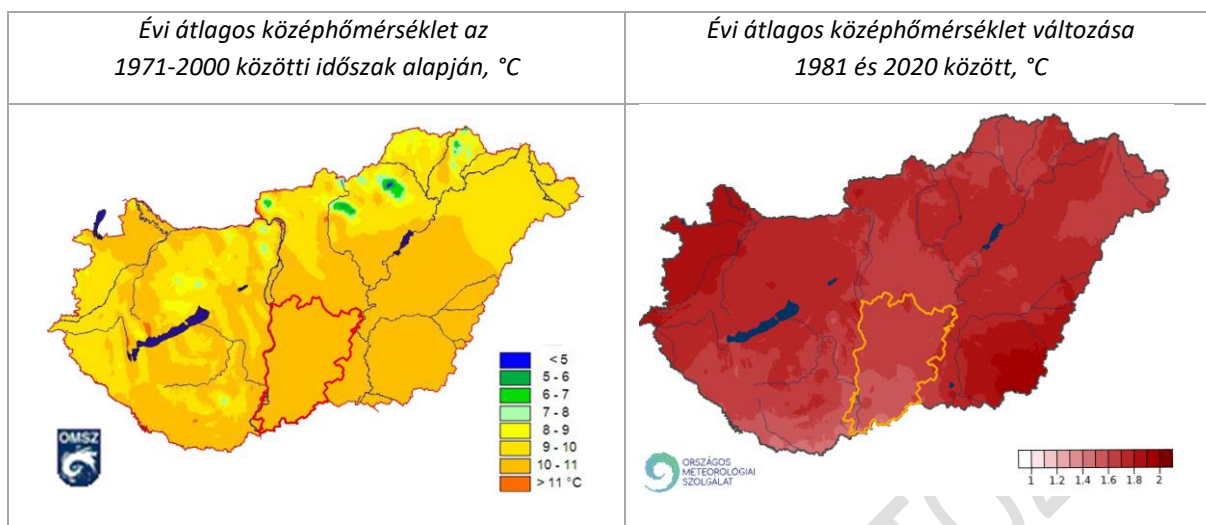 Évi átlagos középhőmérséklet az
1971-2000 közötti időszak alapján, °C
Évi átlagos középhőmérséklet változása
1981 és 2020 között, °C
< 5
5 - 6
6 - 7
7 - 8
8 - 9
9 - 10
10 - 11
> 11 °C
OMSZ
ORSZÁGOS
METEOROLÓGIAI
SZOLGÁLAT
1 1.2 1.4 1.6 1.8 2